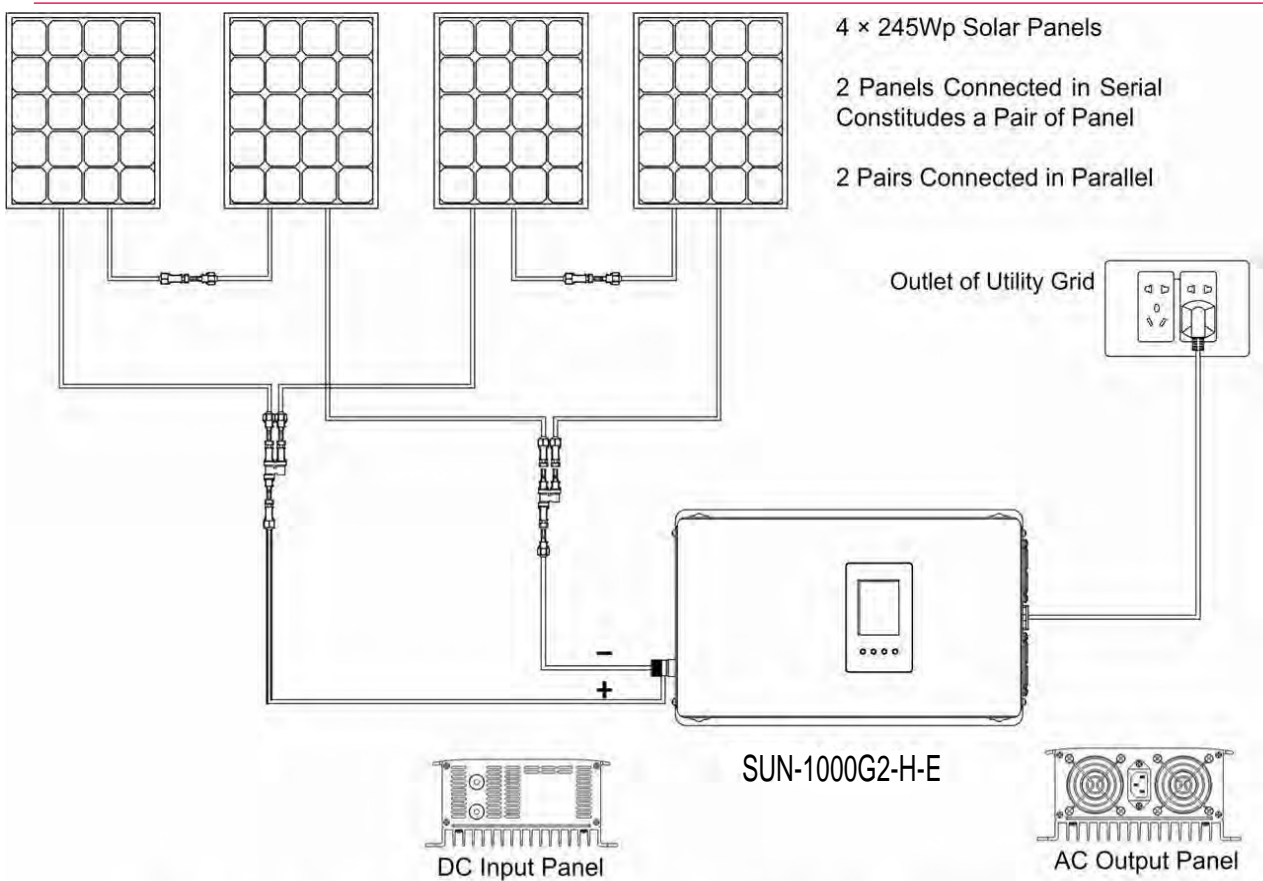 4 × 245Wp Solar Panels
2 Panels Connected in Serial
Constitudes a Pair of Panel
2 Pairs Connected in Parallel
Outlet of Utility Grid
−
+
SUN-1000G2-H-E
DC Input Panel
AC Output Panel